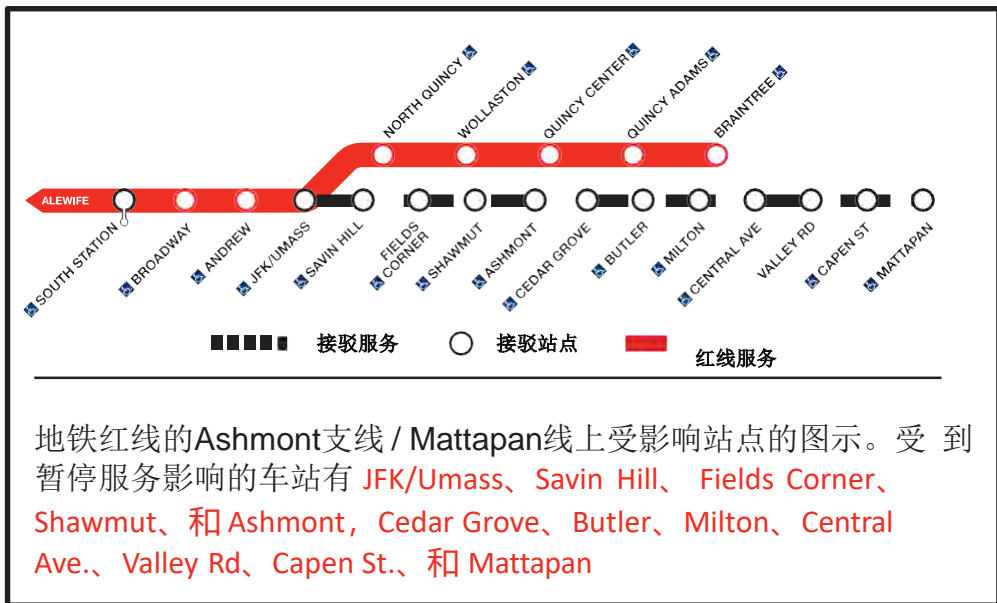 NORTH QUINCY
WOLLASTON
QUINCY CENTER
QUINCY ADAMS
BRAINTREE
ALEWIFE
SOUTH STATION
BROADWAY
ANDREW
JFK/UMASS
SAVIN HILL
FIELDS
CORNER
SHAWMUT
ASHMONT
CEDAR GROVE
BUTLER
MILTON
CENTRAL AVE
VALLEY RD
CAPEN ST
MATTAPAN
接驳服务
接驳站点
红线服务
地铁红线的Ashmont支线 / Mattapan线上受影响站点的图示。受 到
暂停服务影响的车站有 JFK/Umass、Savin Hill、 Fields Corner、
Shawmut、和 Ashmont，Cedar Grove、Butler、Milton、Central
Ave.、Valley Rd、Capen St.、和 Mattapan